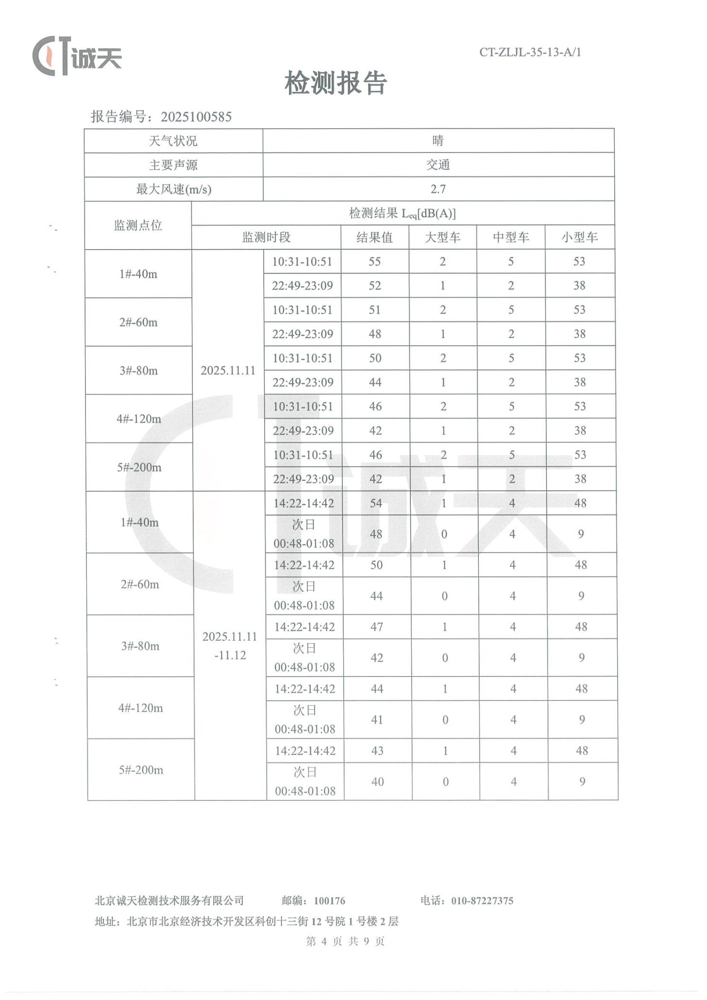 CT诚天
CT-ZLJL-35-13-A/1
检测报告
报告编号：2025100585
天气状况 晴
主要声源 交通
最大风速(m/s) 2.7
监测点位 检测结果 Leq[dB(A)]
监测时段 结果值 大型车 中型车 小型车
1#-40m 2025.11.11 10:31-10:51 55 2 5 53
22:49-23:09 52 1 2 38
2#-60m 10:31-10:51 51 2 5 53
22:49-23:09 48 1 2 38
3#-80m 10:31-10:51 50 2 5 53
22:49-23:09 44 1 2 38
4#-120m 10:31-10:51 46 2 5 53
22:49-23:09 42 1 2 38
5#-200m 10:31-10:51 46 2 5 53
22:49-23:09 42 1 2 38
1#-40m 2025.11.11-11.12 14:22-14:42 54 1 4 48
次日 00:48-01:08 48 0 4 9
2#-60m 14:22-14:42 50 1 4 48
次日 00:48-01:08 44 0 4 9
3#-80m 14:22-14:42 47 1 4 48
次日 00:48-01:08 42 0 4 9
4#-120m 14:22-14:42 44 1 4 48
次日 00:48-01:08 41 0 4 9
5#-200m 14:22-14:42 43 1 4 48
次日 00:48-01:08 40 0 4 9
CT诚天
北京诚天检测技术服务有限公司 邮编：100176 电话：010-87227375
地址：北京市北京经济技术开发区科创十三街 12 号院 1 号楼 2 层
第 4 页 共 9 页